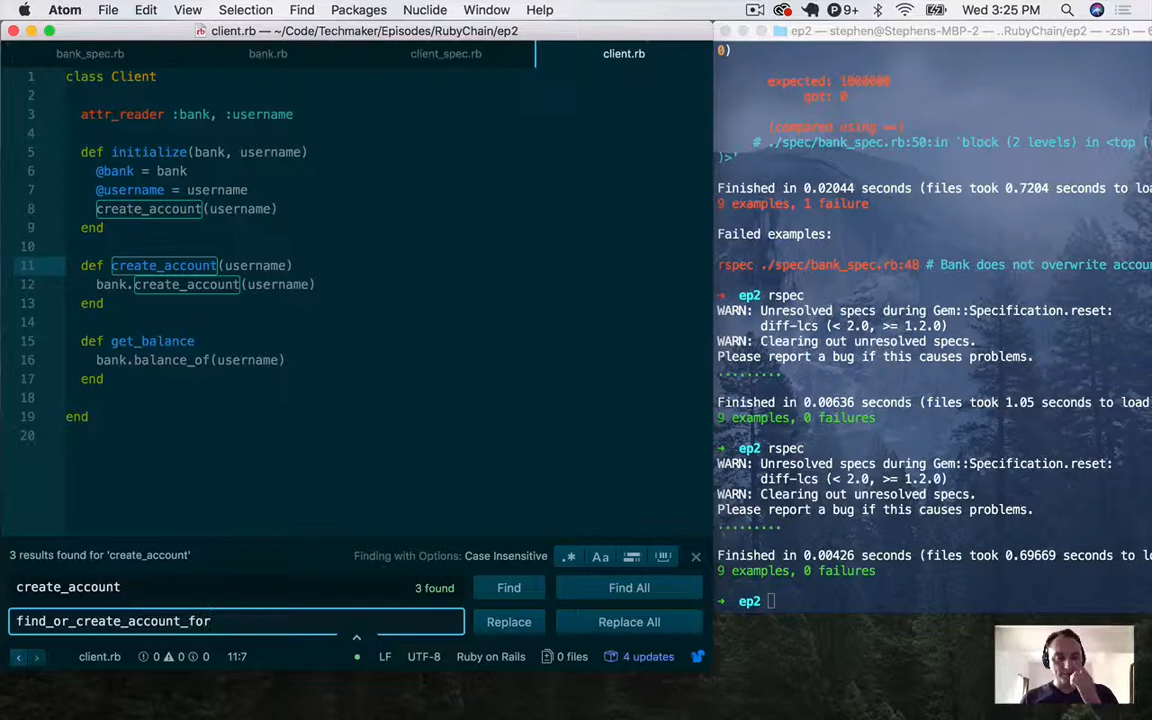 Atom File Edit View Selection Find Packages Nuclide Window Help 9+ Wed 3:25 PM
client.rb — ~/Code/Techmaker/Episodes/RubyChain/ep2
ep2 — stephen@Stephens-MBP-2 — ..RubyChain/ep2 — -zsh — 6
bank_spec.rb bank.rb client_spec.rb client.rb
1 class Client
2
3 attr_reader :bank, :username
4
5 def initialize(bank, username)
6 @bank = bank
7 @username = username
8 create_account(username)
9 end
10
11 def create_account(username)
12 bank.create_account(username)
13 end
14
15 def get_balance
16 bank.balance_of(username)
17 end
18
19 end
20
3 results found for 'create_account' Finding with Options: Case Insensitive .* Aa
create_account 3 found Find Find All
find_or_create_account_for Replace Replace All
client.rb 0 0 0 11:7 LF UTF-8 Ruby on Rails 0 files 4 updates
0)
expected: 1000000
got: 0
(compared using ==)
# ./spec/bank_spec.rb:50:in `block (2 levels) in <top (
)>'
Finished in 0.02044 seconds (files took 0.7204 seconds to loa
9 examples, 1 failure
Failed examples:
rspec ./spec/bank_spec.rb:48 # Bank does not overwrite accou
→ ep2 rspec
WARN: Unresolved specs during Gem::Specification.reset:
diff-lcs (< 2.0, >= 1.2.0)
WARN: Clearing out unresolved specs.
Please report a bug if this causes problems.
.........
Finished in 0.00636 seconds (files took 1.05 seconds to load
9 examples, 0 failures
→ ep2 rspec
WARN: Unresolved specs during Gem::Specification.reset:
diff-lcs (< 2.0, >= 1.2.0)
WARN: Clearing out unresolved specs.
Please report a bug if this causes problems.
.........
Finished in 0.00426 seconds (files took 0.69669 seconds to lo
9 examples, 0 failures
→ ep2